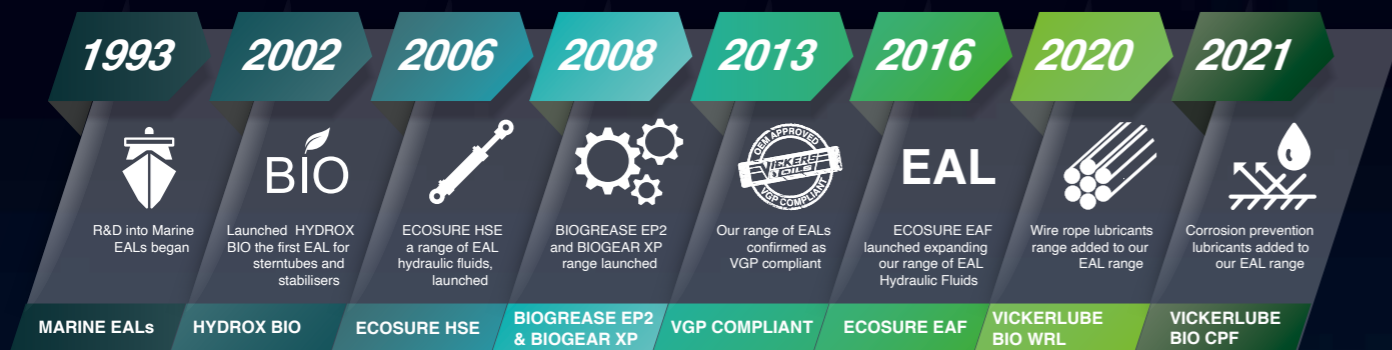 1993
R&D into Marine
EALs began
MARINE EALs
2002
BIO
Launched HYDROX
BIO the first EAL for
sterntubes and
stabilisers
HYDROX BIO
2006
ECOSURE HSE
a range of EAL
hydraulic fluids,
launched
ECOSURE HSE
2008
BIOGREASE EP2
and BIOGEAR XP
range launched
BIOGREASE EP2
& BIOGEAR XP
2013
OEM APPROVED
VICKERS
OILS
VGP COMPLIANT
Our range of EALs
confirmed as
VGP compliant
VGP COMPLIANT
2016
EAL
ECOSURE EAF
launched expanding
our range of EAL
Hydraulic Fluids
ECOSURE EAF
2020
Wire rope lubricants
range added to our
EAL range
VICKERLUBE
BIO WRL
2021
Corrosion prevention
lubricants added to
our EAL range
VICKERLUBE
BIO CPF